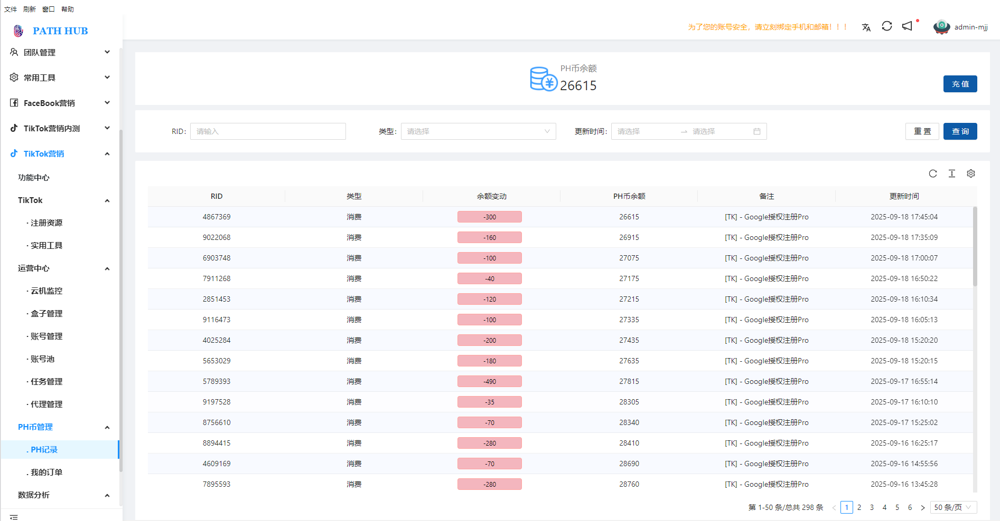 文件 刷新 窗口 帮助
PATH HUB
为了您的账号安全，请立刻绑定手机和邮箱！！！
admin-mjj
团队管理
常用工具
FaceBook营销
TikTok营销内测
TikTok营销
功能中心
TikTok
· 注册资源
· 实用工具
运营中心
· 云机监控
· 盒子管理
· 账号管理
· 账号池
· 任务管理
· 代理管理
PH币管理
. PH记录
. 我的订单
数据分析
PH币余额
26615
充 值
RID: 请输入 类型: 请选择 更新时间: 请选择 → 请选择 重 置 查 询
RID 类型 余额变动 PH币余额 备注 更新时间
4867369 消费 -300 26615 [TK] - Google授权注册Pro 2025-09-18 17:45:04
9022068 消费 -160 26915 [TK] - Google授权注册Pro 2025-09-18 17:35:09
6903748 消费 -100 27075 [TK] - Google授权注册Pro 2025-09-18 17:00:07
7911268 消费 -40 27175 [TK] - Google授权注册Pro 2025-09-18 16:50:22
2851453 消费 -120 27215 [TK] - Google授权注册Pro 2025-09-18 16:10:34
9116473 消费 -100 27335 [TK] - Google授权注册Pro 2025-09-18 16:05:13
4025284 消费 -200 27435 [TK] - Google授权注册Pro 2025-09-18 15:20:20
5653029 消费 -180 27635 [TK] - Google授权注册Pro 2025-09-18 15:20:15
5789393 消费 -490 27815 [TK] - Google授权注册Pro 2025-09-17 16:55:14
9197528 消费 -35 28305 [TK] - Google授权注册Pro 2025-09-17 16:10:10
8756610 消费 -70 28340 [TK] - Google授权注册Pro 2025-09-17 15:25:02
8894415 消费 -280 28410 [TK] - Google授权注册Pro 2025-09-16 16:25:17
4609169 消费 -70 28690 [TK] - Google授权注册Pro 2025-09-16 14:55:56
7895593 消费 -280 28760 [TK] - Google授权注册Pro 2025-09-16 13:45:28
第 1-50 条/总共 298 条 < 1 2 3 4 5 6 > 50 条/页